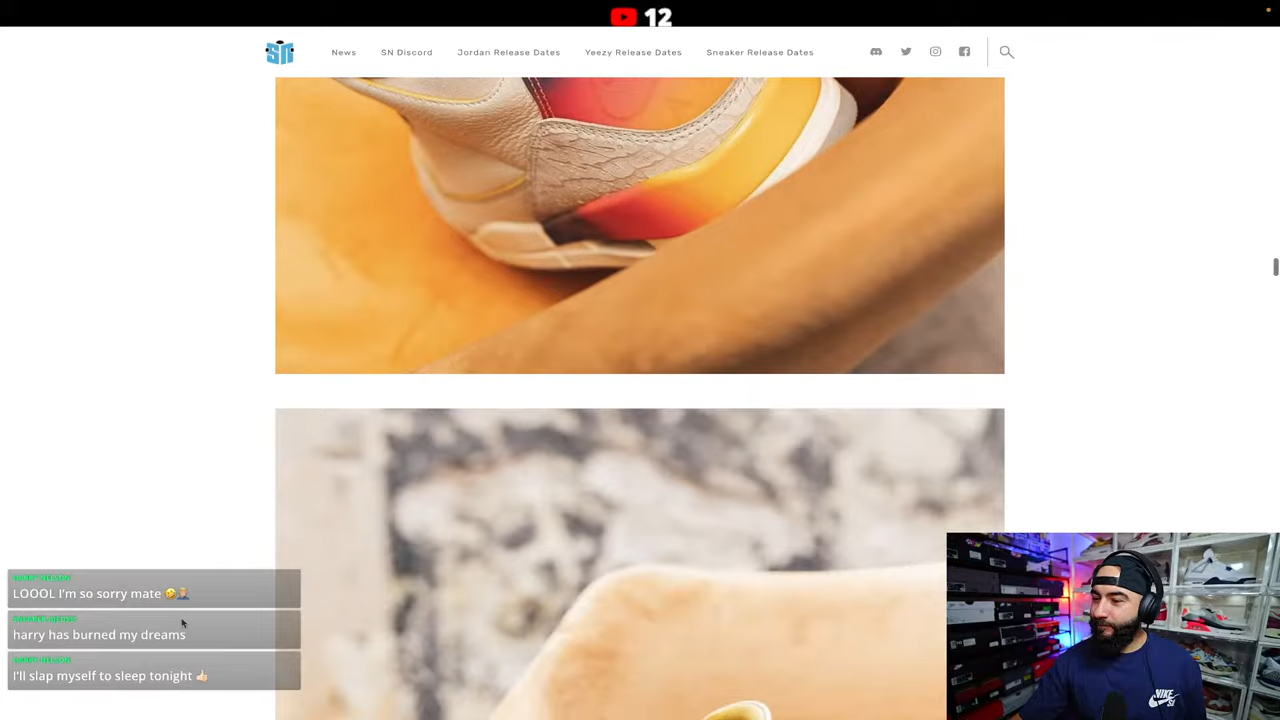 12
SN
News
SN Discord
Jordan Release Dates
Yeezy Release Dates
Sneaker Release Dates
LOOOL I'm so sorry mate 🤣🤦🏼‍♂️
harry has burned my dreams
I'll slap myself to sleep tonight 👍🏻
NIKE
SB